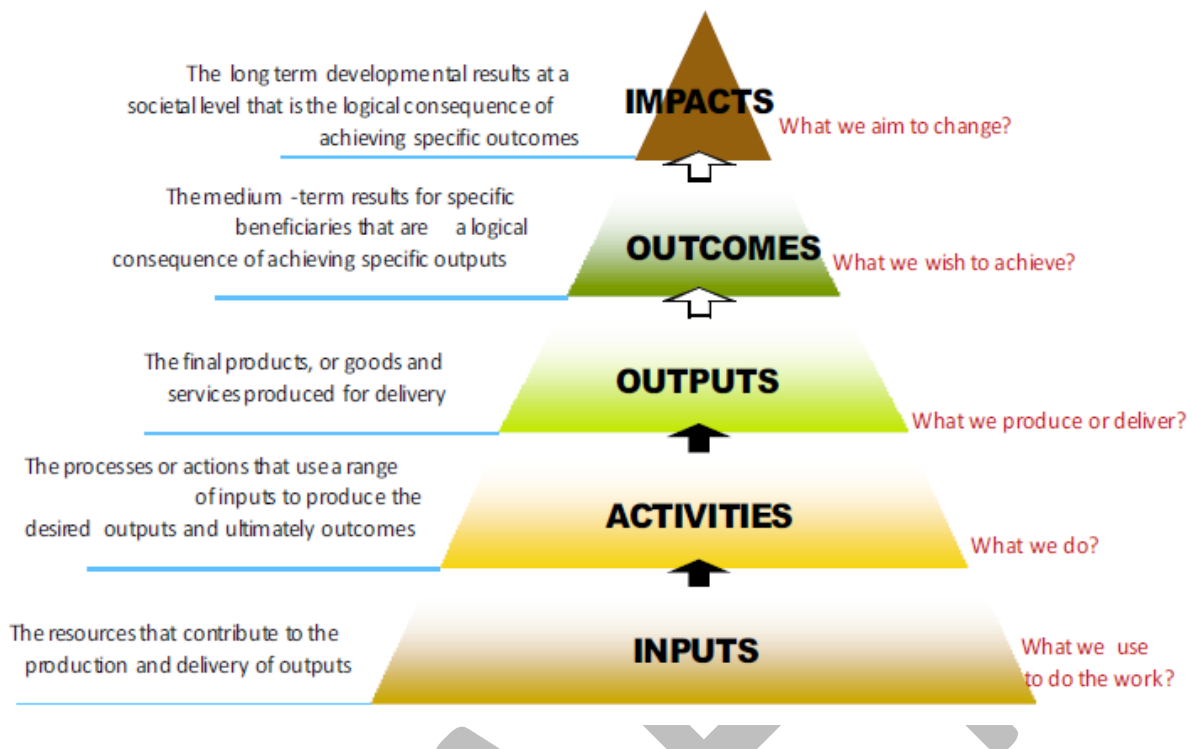 The long term developmental results at a
societal level that is the logical consequence of
achieving specific outcomes
IMPACTS
What we aim to change?
The medium -term results for specific
beneficiaries that are a logical
consequence of achieving specific outputs
OUTCOMES
What we wish to achieve?
The final products, or goods and
services produced for delivery
OUTPUTS
What we produce or deliver?
The processes or actions that use a range
of inputs to produce the
desired outputs and ultimately outcomes
ACTIVITIES
What we do?
The resources that contribute to the
production and delivery of outputs
INPUTS
What we use
to do the work?